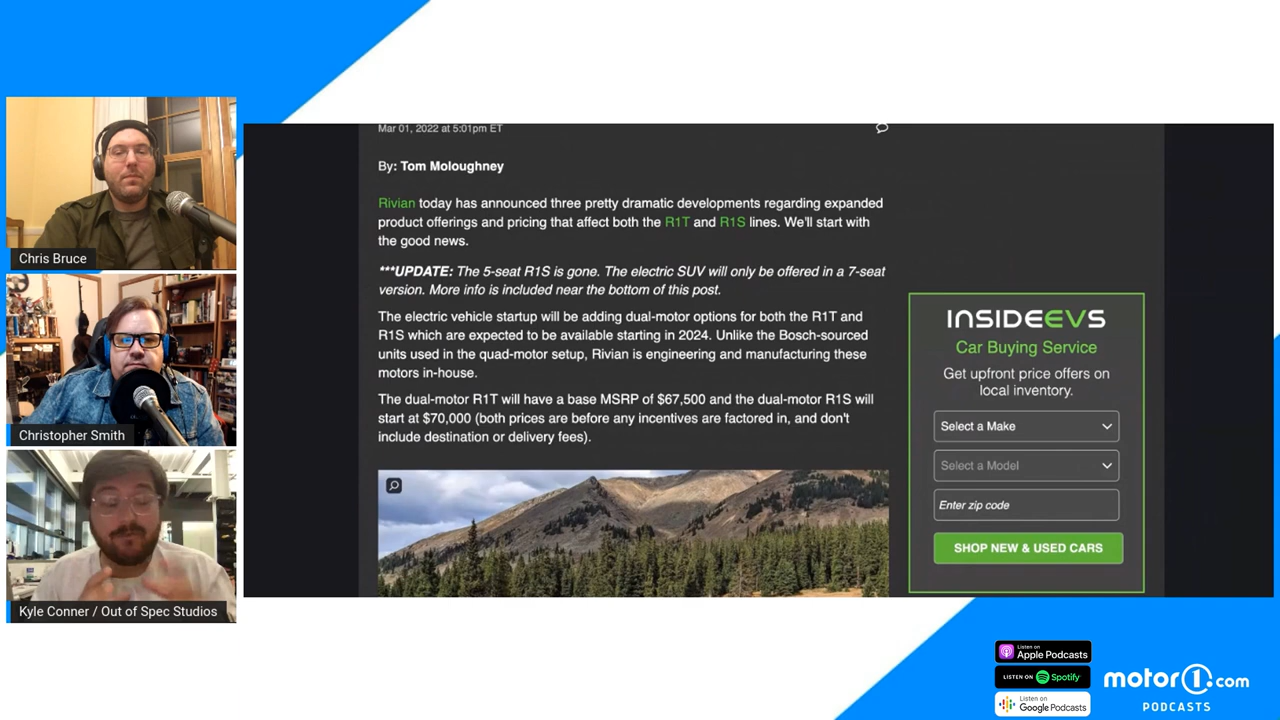 Chris Bruce
Christopher Smith
Kyle Conner / Out of Spec Studios
Mar 01, 2022 at 5:01pm ET
By: Tom Moloughney
Rivian today has announced three pretty dramatic developments regarding expanded
product offerings and pricing that affect both the R1T and R1S lines. We'll start with
the good news.
***UPDATE: The 5-seat R1S is gone. The electric SUV will only be offered in a 7-seat
version. More info is included near the bottom of this post.
The electric vehicle startup will be adding dual-motor options for both the R1T and
R1S which are expected to be available starting in 2024. Unlike the Bosch-sourced
units used in the quad-motor setup, Rivian is engineering and manufacturing these
motors in-house.
The dual-motor R1T will have a base MSRP of $67,500 and the dual-motor R1S will
start at $70,000 (both prices are before any incentives are factored in, and don't
include destination or delivery fees).
INSIDEEVS
Car Buying Service
Get upfront price offers on
local inventory.
Select a Make
Select a Model
Enter zip code
SHOP NEW & USED CARS
Listen on
Apple Podcasts
LISTEN ON Spotify
Listen on
Google Podcasts
motor1.com
PODCASTS